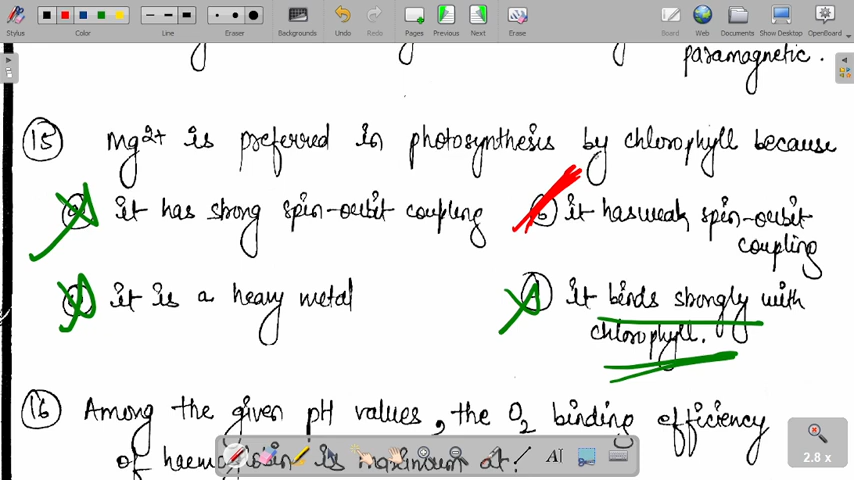 Stylus
Color
Line
Eraser
Backgrounds
Undo
Redo
Pages
Previous
Next
Erase
Board
Web
Documents
Show Desktop
OpenBoard
paramagnetic.
15 Mg2+ is preferred in photosynthesis by chlorophyll because
it has strong spin-orbit coupling
b it has weak spin-orbit
coupling
it is a heavy metal
it binds strongly with
chlorophyll.
16 Among the given pH values, the O2 binding efficiency
of haemoglobin is maximum at:
2.8 x